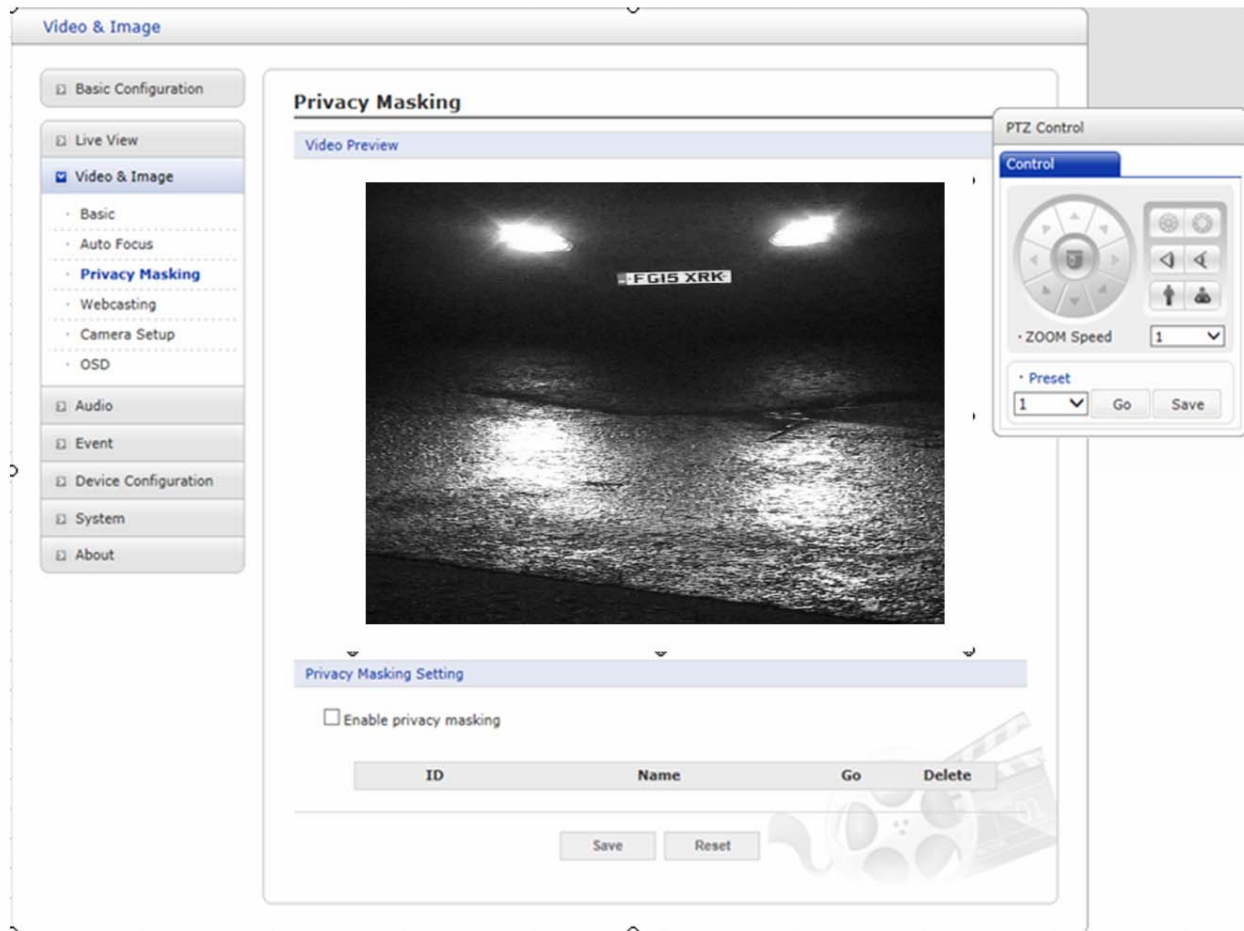 Video & Image
Basic Configuration
Live View
Video & Image
Basic
Auto Focus
Privacy Masking
Webcasting
Camera Setup
OSD
Audio
Event
Device Configuration
System
About
Privacy Masking
Video Preview
FG15 XRK
PTZ Control
Control
ZOOM Speed 1
Preset
1 Go Save
Privacy Masking Setting
Enable privacy masking
ID Name Go Delete
Save Reset